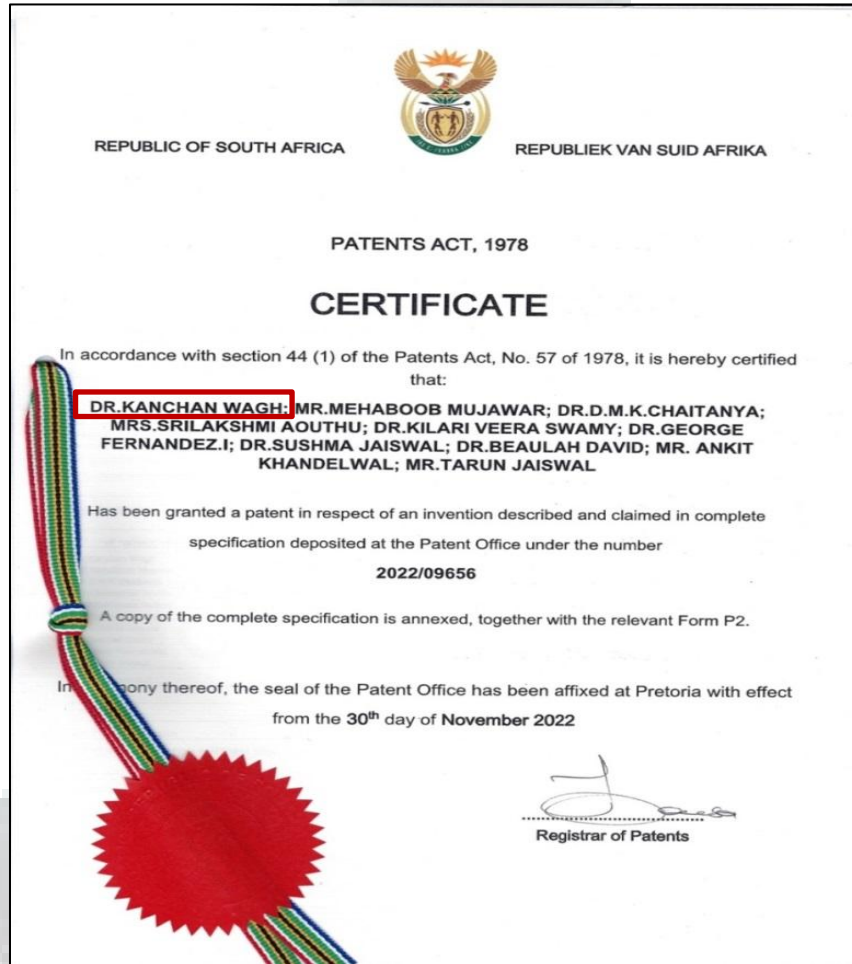 REPUBLIC OF SOUTH AFRICA
REPUBLIEK VAN SUID AFRIKA
PATENTS ACT, 1978
CERTIFICATE
In accordance with section 44 (1) of the Patents Act, No. 57 of 1978, it is hereby certified
that:
DR.KANCHAN WAGH; MR.MEHABOOB MUJAWAR; DR.D.M.K.CHAITANYA;
MRS.SRILAKSHMI AOUTHU; DR.KILARI VEERA SWAMY; DR.GEORGE
FERNANDEZ.I; DR.SUSHMA JAISWAL; DR.BEAULAH DAVID; MR. ANKIT
KHANDELWAL; MR.TARUN JAISWAL
Has been granted a patent in respect of an invention described and claimed in complete
specification deposited at the Patent Office under the number
2022/09656
A copy of the complete specification is annexed, together with the relevant Form P2.
In ony thereof, the seal of the Patent Office has been affixed at Pretoria with effect
from the 30th day of November 2022
Registrar of Patents